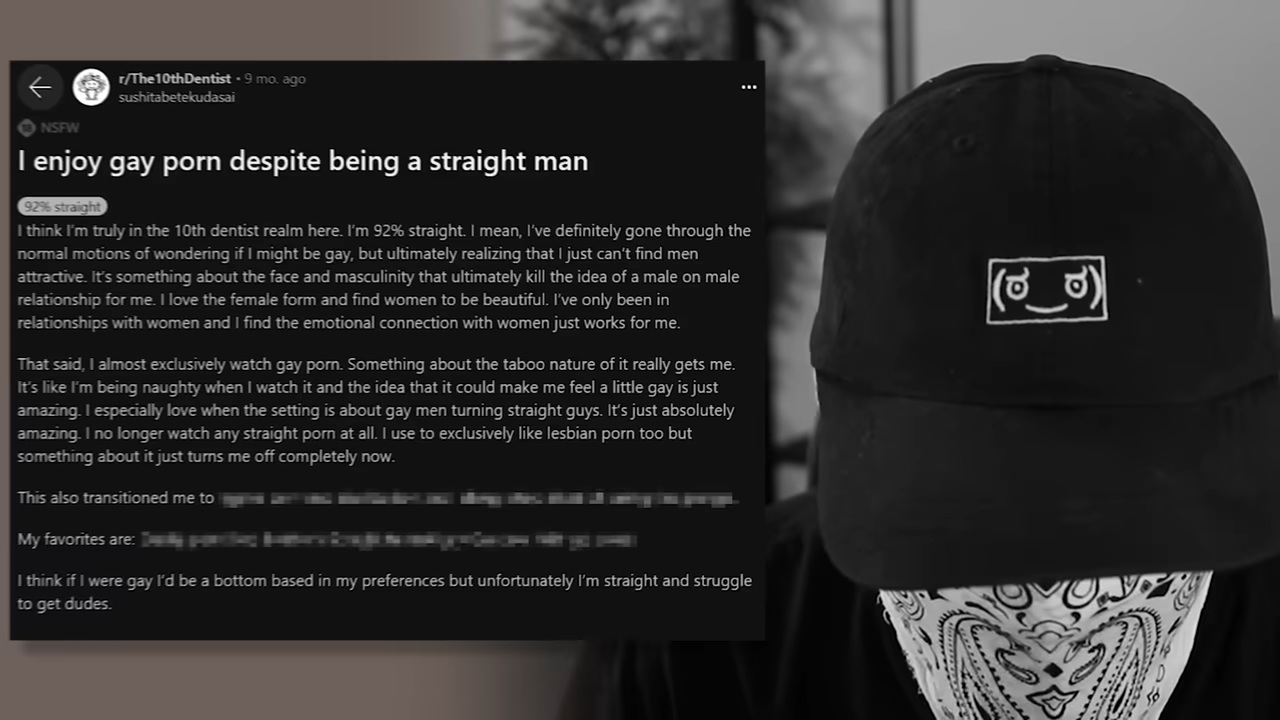 r/The10thDentist • 9 mo. ago
sushitabetekudasai
NSFW
I enjoy gay porn despite being a straight man
92% straight
I think I'm truly in the 10th dentist realm here. I'm 92% straight. I mean, I've definitely gone through the
normal motions of wondering if I might be gay, but ultimately realizing that I just can't find men
attractive. It's something about the face and masculinity that ultimately kill the idea of a male on male
relationship for me. I love the female form and find women to be beautiful. I've only been in
relationships with women and I find the emotional connection with women just works for me.
That said, I almost exclusively watch gay porn. Something about the taboo nature of it really gets me.
It's like I'm being naughty when I watch it and the idea that it could make me feel a little gay is just
amazing. I especially love when the setting is about gay men turning straight guys. It's just absolutely
amazing. I no longer watch any straight porn at all. I use to exclusively like lesbian porn too but
something about it just turns me off completely now.
This also transitioned me to
My favorites are:
I think if I were gay I'd be a bottom based in my preferences but unfortunately I'm straight and struggle
to get dudes.